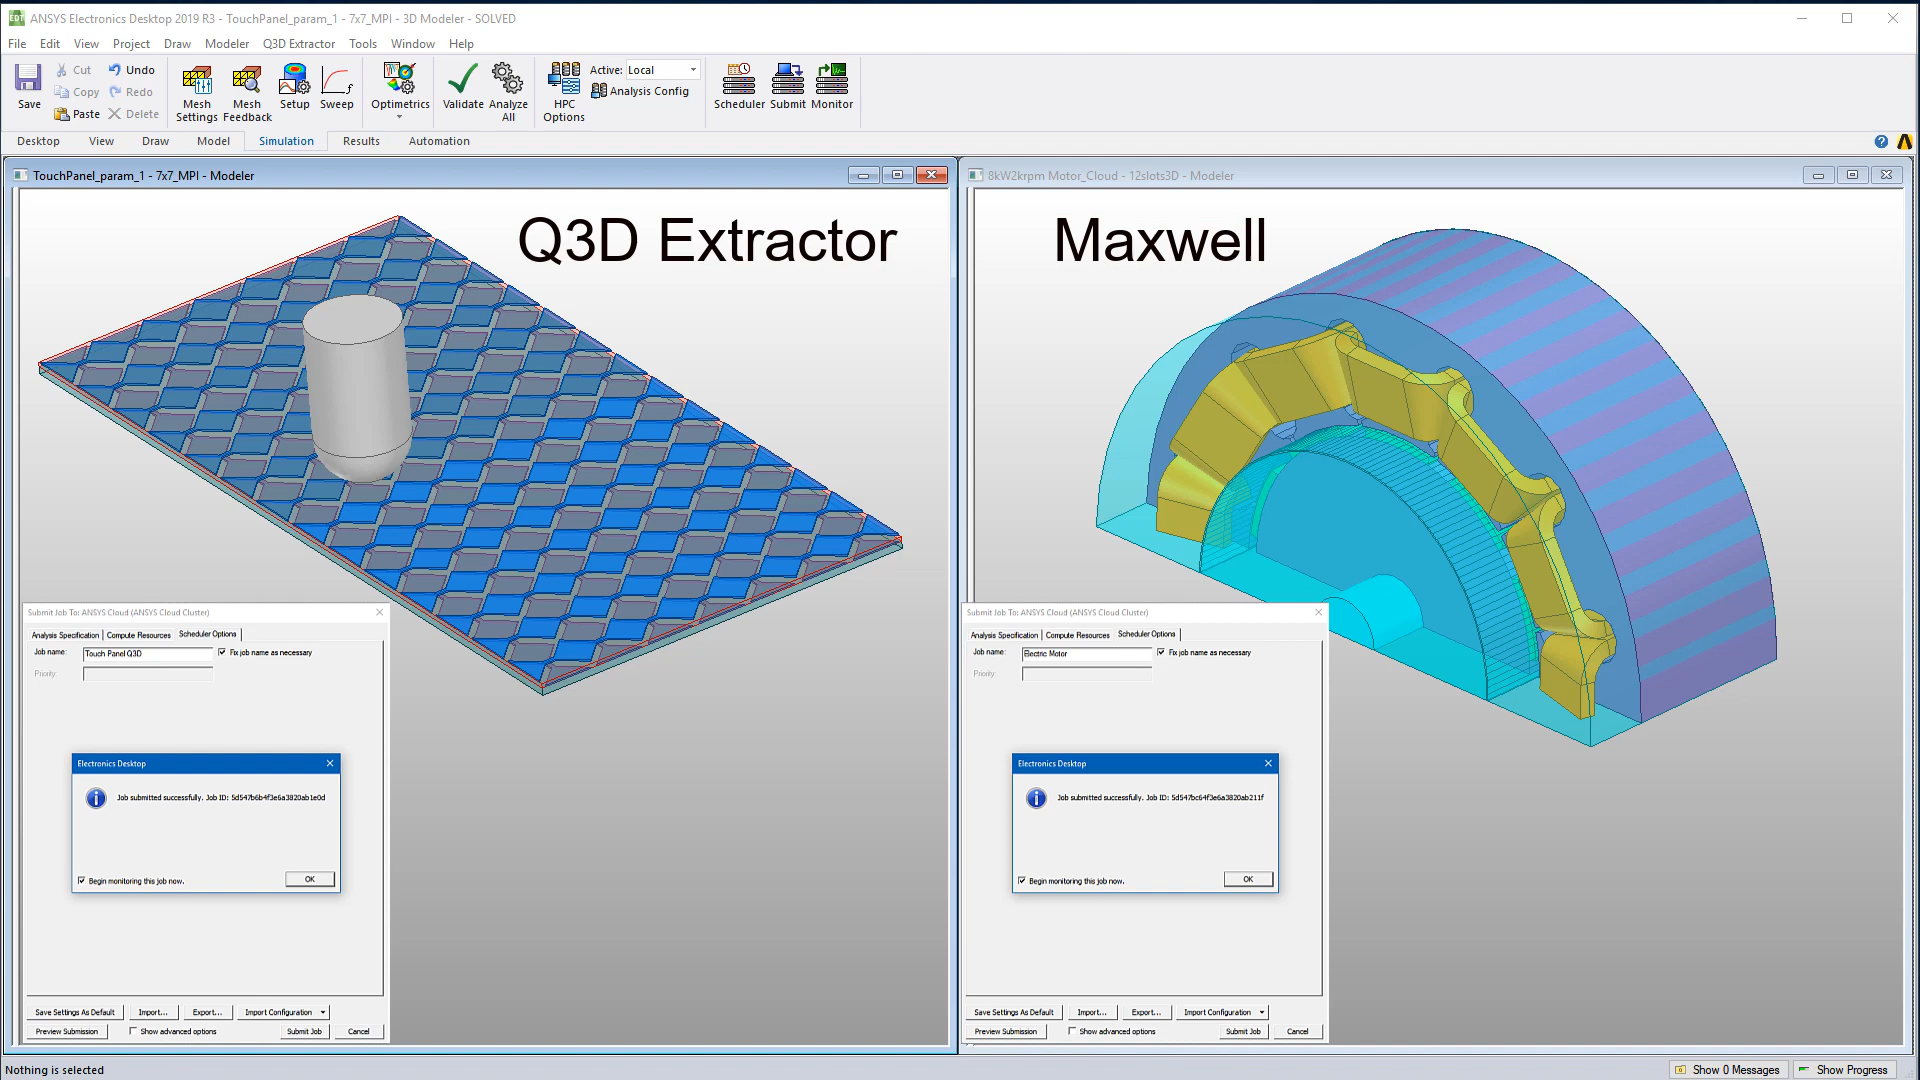 EDT ANSYS Electronics Desktop 2019 R3 - TouchPanel_param_1 - 7x7_MPI - 3D Modeler - SOLVED
File Edit View Project Draw Modeler Q3D Extractor Tools Window Help
Save
Cut
Copy
Paste
Undo
Redo
Delete
Mesh
Settings
Mesh
Feedback
Setup
Sweep
Optimetrics
Validate
Analyze
All
HPC
Options
Active: Local
Analysis Config
Scheduler
Submit
Monitor
Desktop View Draw Model Simulation Results Automation
TouchPanel_param_1 - 7x7_MPI - Modeler
Q3D Extractor
Submit Job To: ANSYS Cloud (ANSYS Cloud Cluster)
Analysis Specification Compute Resources Scheduler Options
Job name: Touch Panel Q3D Fix job name as necessary
Priority:
Electronics Desktop
Job submitted successfully. Job ID: 5d547b6b4f3e6a3820ab1e0d
Begin monitoring this job now. OK
Save Settings As Default Import... Export... Import Configuration
Preview Submission Show advanced options Submit Job Cancel
8kW2krpm Motor_Cloud - 12slots3D - Modeler
Maxwell
Submit Job To: ANSYS Cloud (ANSYS Cloud Cluster)
Analysis Specification Compute Resources Scheduler Options
Job name: Electric Motor Fix job name as necessary
Priority:
Electronics Desktop
Job submitted successfully. Job ID: 5d547bc64f3e6a3820ab211f
Begin monitoring this job now. OK
Save Settings As Default Import... Export... Import Configuration
Preview Submission Show advanced options Submit Job Cancel
Nothing is selected
Show 0 Messages Show Progress